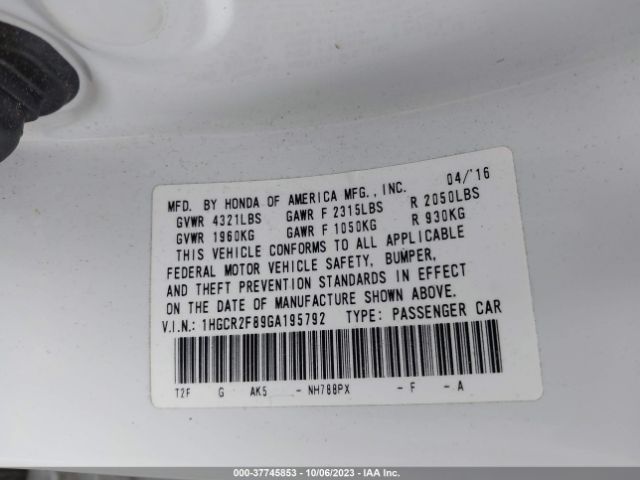 MFD. BY HONDA OF AMERICA MFG., INC. 04/'16
GVWR 4321LBS GAWR F 2315LBS R 2050LBS
GVWR 1960KG GAWR F 1050KG R 930KG
THIS VEHICLE CONFORMS TO ALL APPLICABLE
FEDERAL MOTOR VEHICLE SAFETY, BUMPER,
AND THEFT PREVENTION STANDARDS IN EFFECT
ON THE DATE OF MANUFACTURE SHOWN ABOVE.
V.I.N.: 1HGCR2F89GA195792 TYPE: PASSENGER CAR
T2F G AK5 - NH788PX - F - A
000-37745853 - 10/06/2023 - IAAI.COM